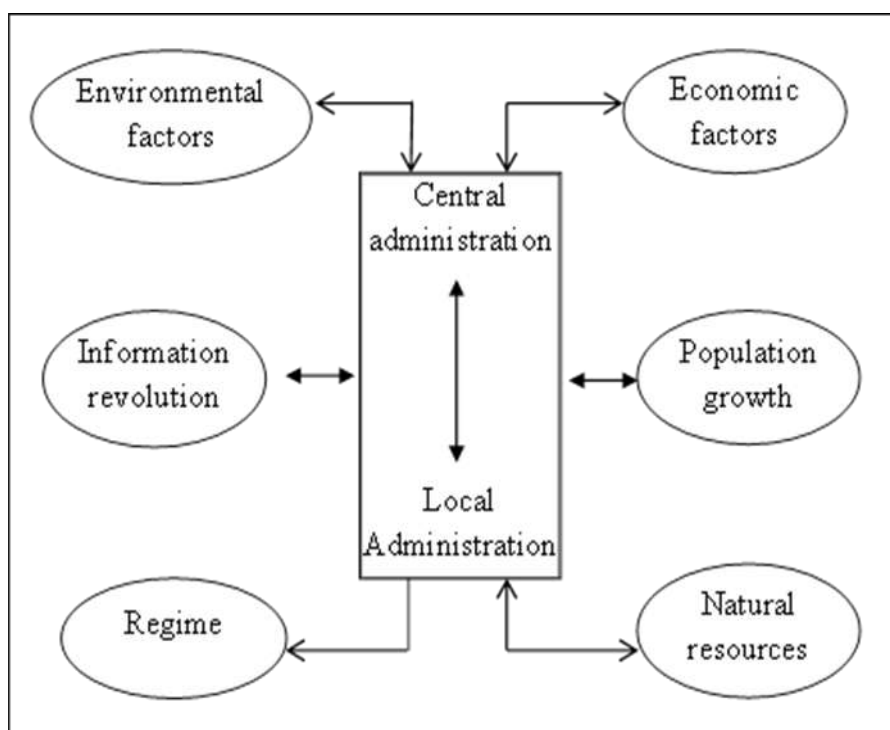 Environmental
factors
Economic
factors
Central
administration
Information
revolution
Population
growth
Local
Administration
Regime
Natural
resources